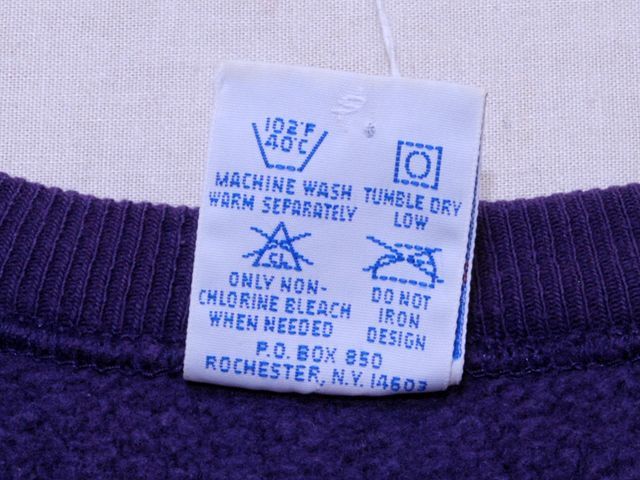 102°F
40°C
MACHINE WASH
WARM SEPARATELY
TUMBLE DRY
LOW
CL
ONLY NON-
CHLORINE BLEACH
WHEN NEEDED
DO NOT
IRON
DESIGN
P.O. BOX 850
ROCHESTER, N.Y. 14603